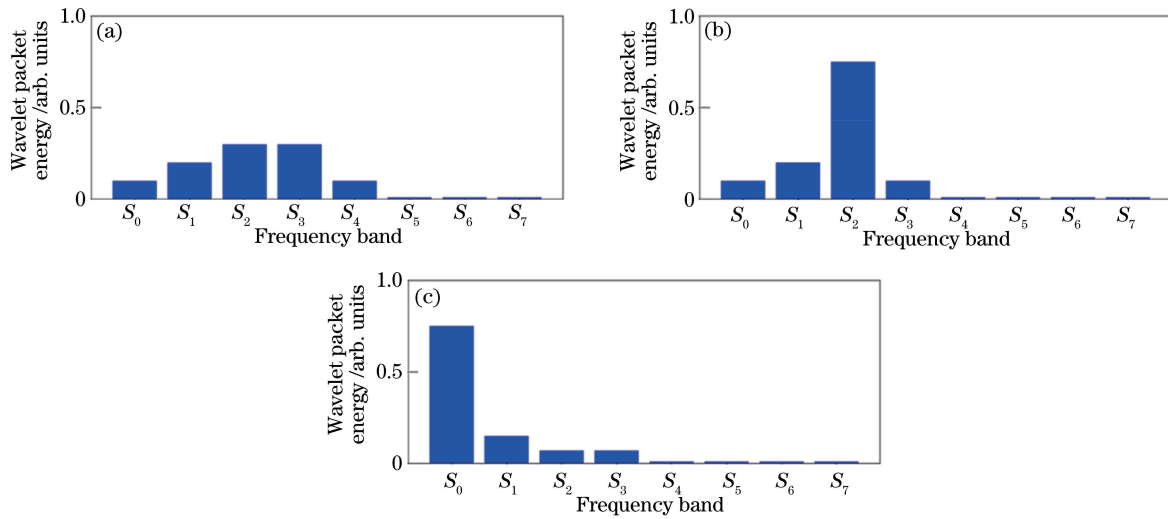 (a)
Wavelet packet
energy /arb. units
1.0
0.5
0
S₀ S₁ S₂ S₃ S₄ S₅ S₆ S₇
Frequency band
(b)
Wavelet packet
energy /arb. units
1.0
0.5
0
S₀ S₁ S₂ S₃ S₄ S₅ S₆ S₇
Frequency band
(c)
Wavelet packet
energy /arb. units
1.0
0.5
0
S₀ S₁ S₂ S₃ S₄ S₅ S₆ S₇
Frequency band